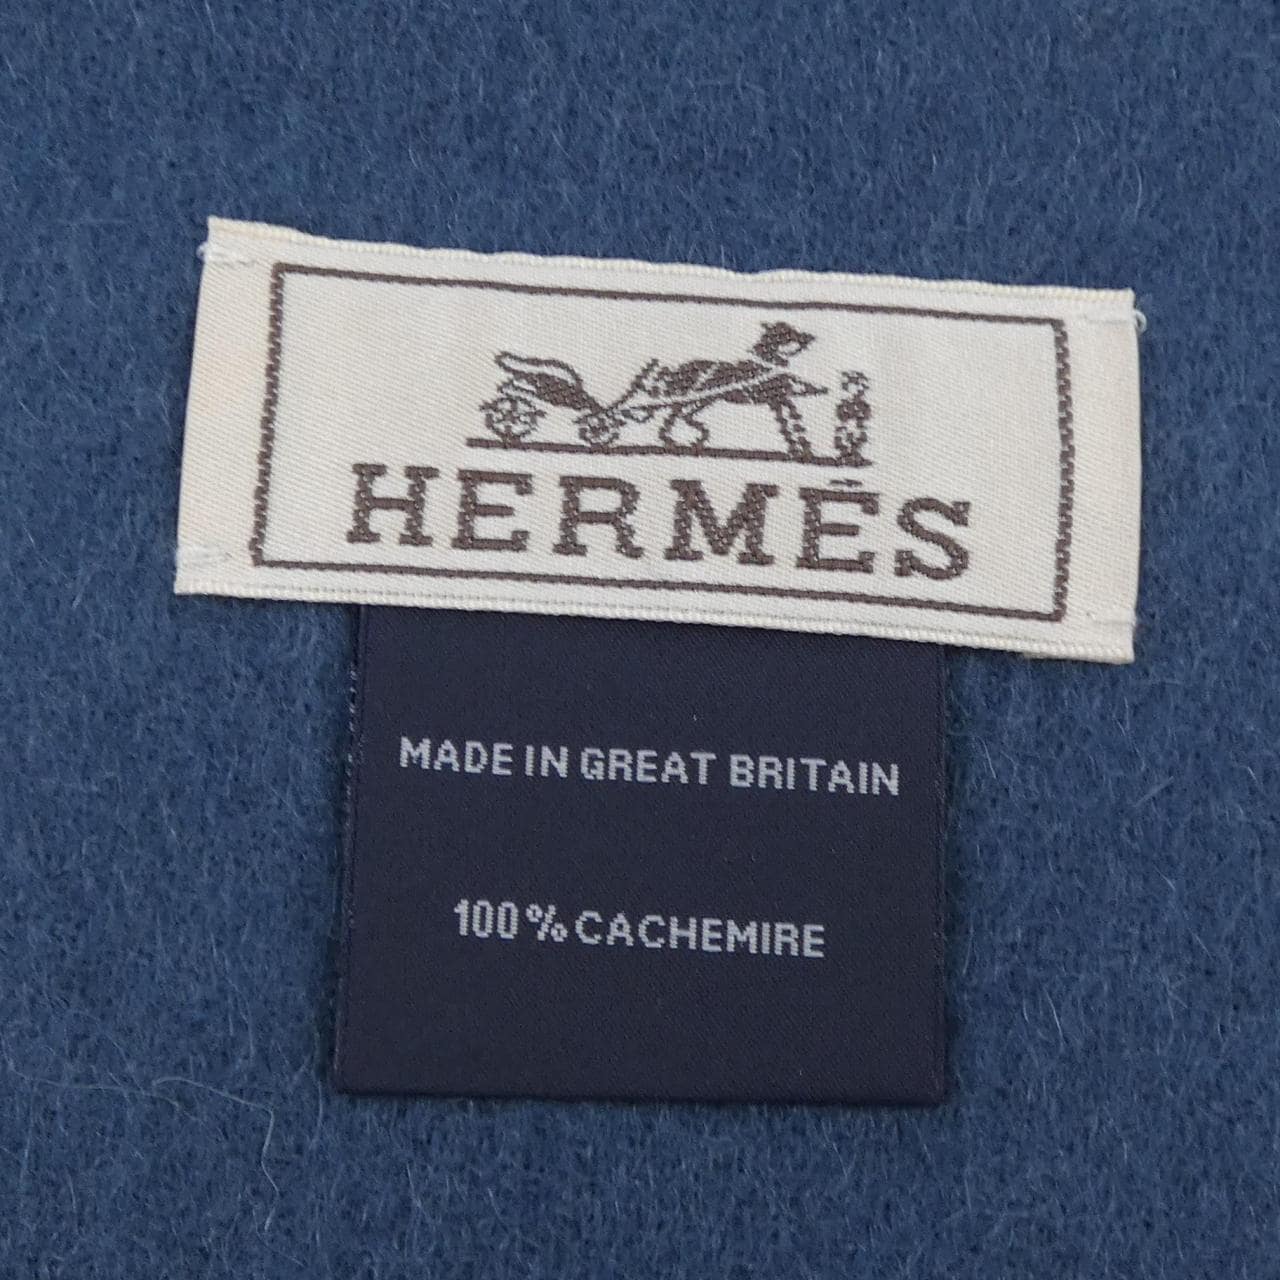 HERMÈS
MADE IN GREAT BRITAIN
100% CACHEMIRE